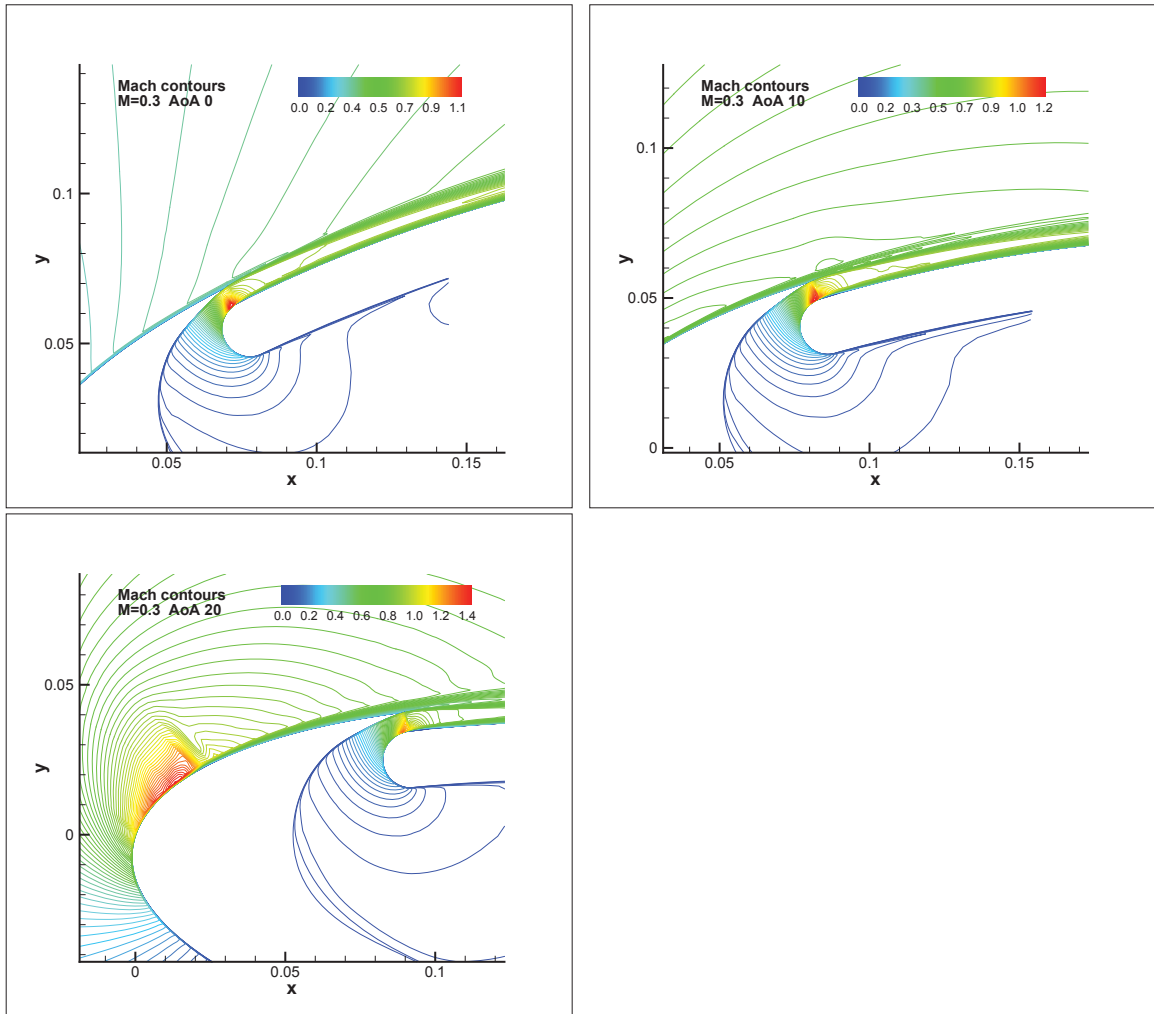 Mach contours
M=0.3 AoA 0
0.0 0.2 0.4 0.5 0.7 0.9 1.1
0.1
y
0.05
0.05 0.1 0.15
x
Mach contours
M=0.3 AoA 10
0.0 0.2 0.3 0.5 0.7 0.9 1.0 1.2
0.1
y
0.05
0
0.05 0.1 0.15
x
Mach contours
M=0.3 AoA 20
0.0 0.2 0.4 0.6 0.8 1.0 1.2 1.4
0.05
y
0
0 0.05 0.1
x